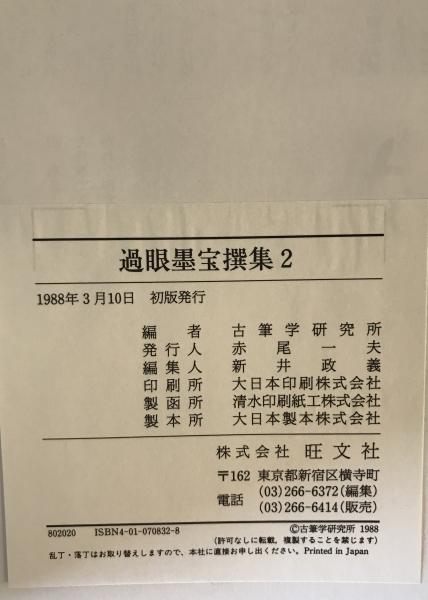 過眼墨宝撰集2
1988年3月10日 初版発行
編者 古筆学研究所
発行人 赤尾一夫
編集人 新井政義
印刷所 大日本印刷株式会社
製函所 清水印刷紙工株式会社
製本所 大日本製本株式会社
株式会社 旺文社
〒162 東京都新宿区横寺町
電話 (03)266-6372(編集)
(03)266-6414(販売)
802020 ISBN4-01-070832-8 ©古筆学研究所 1988
(許可なしに転載,複製することを禁じます)
乱丁・落丁はお取り替えしますので、本社に直接お申し出ください。Printed in Japan